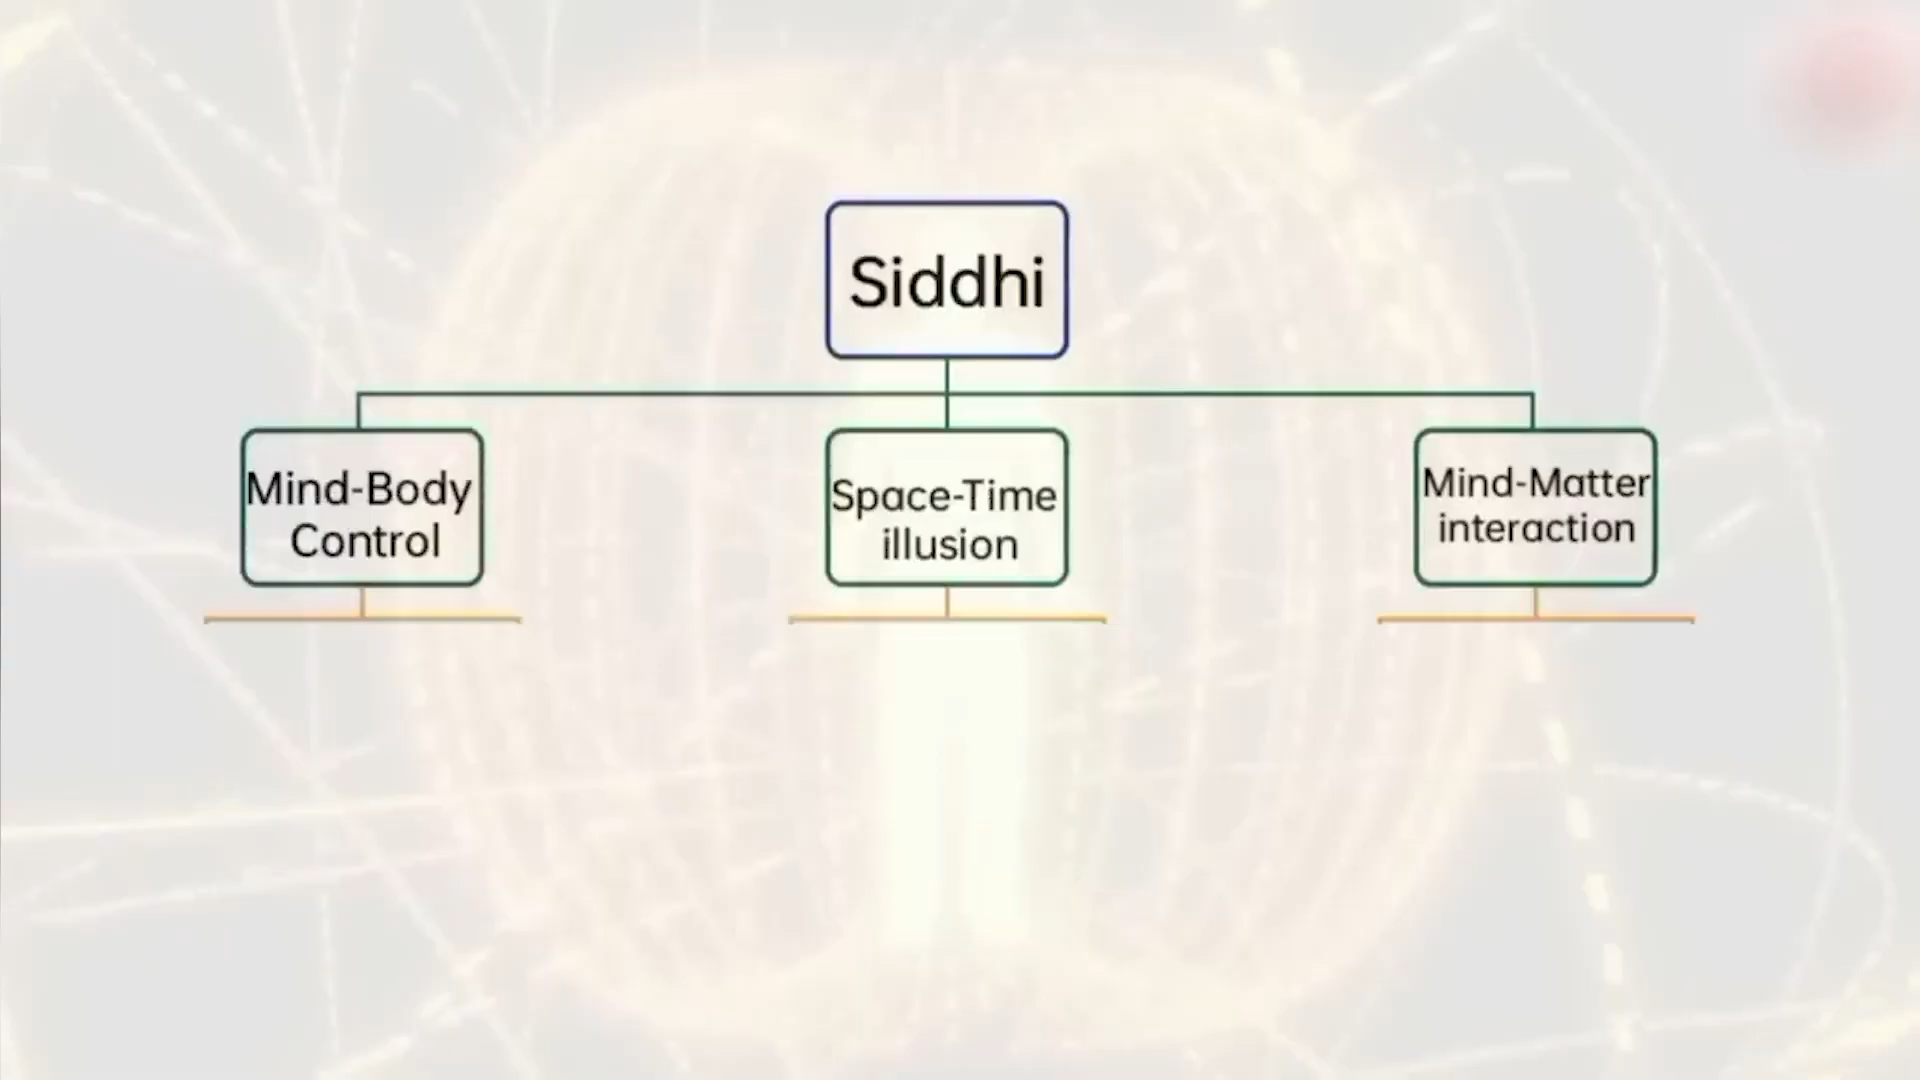 Siddhi
Mind-Body
Control
Space-Time
illusion
Mind-Matter
interaction